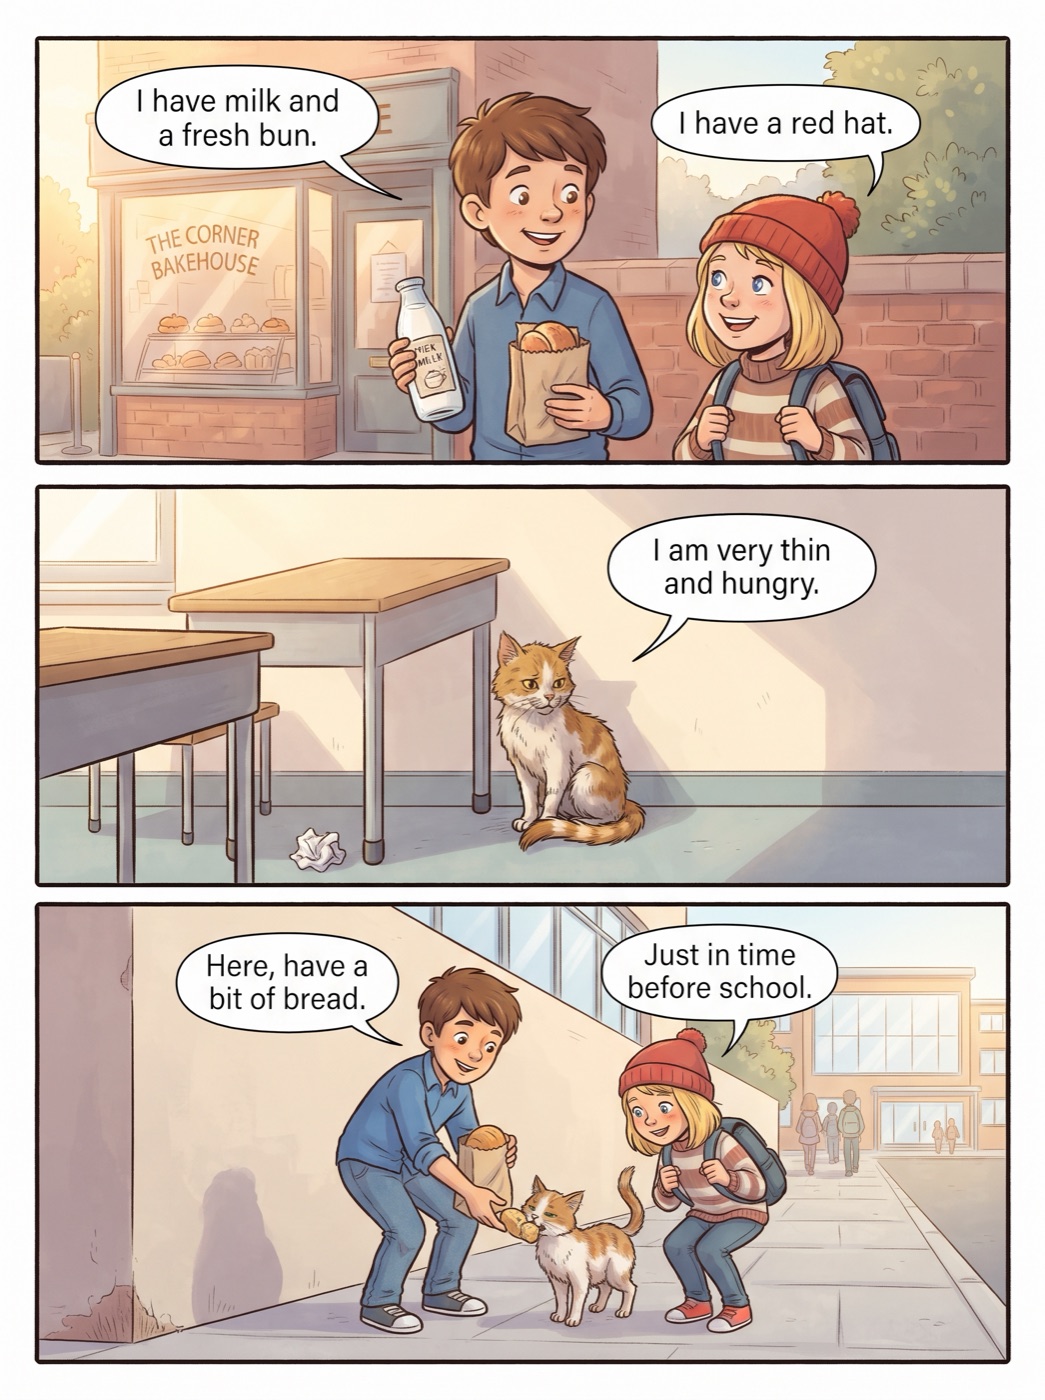 I have milk and
a fresh bun.
I have a red hat.
E
THE CORNER
BAKEHOUSE
MILK
I am very thin
and hungry.
Here, have a
bit of bread.
Just in time
before school.